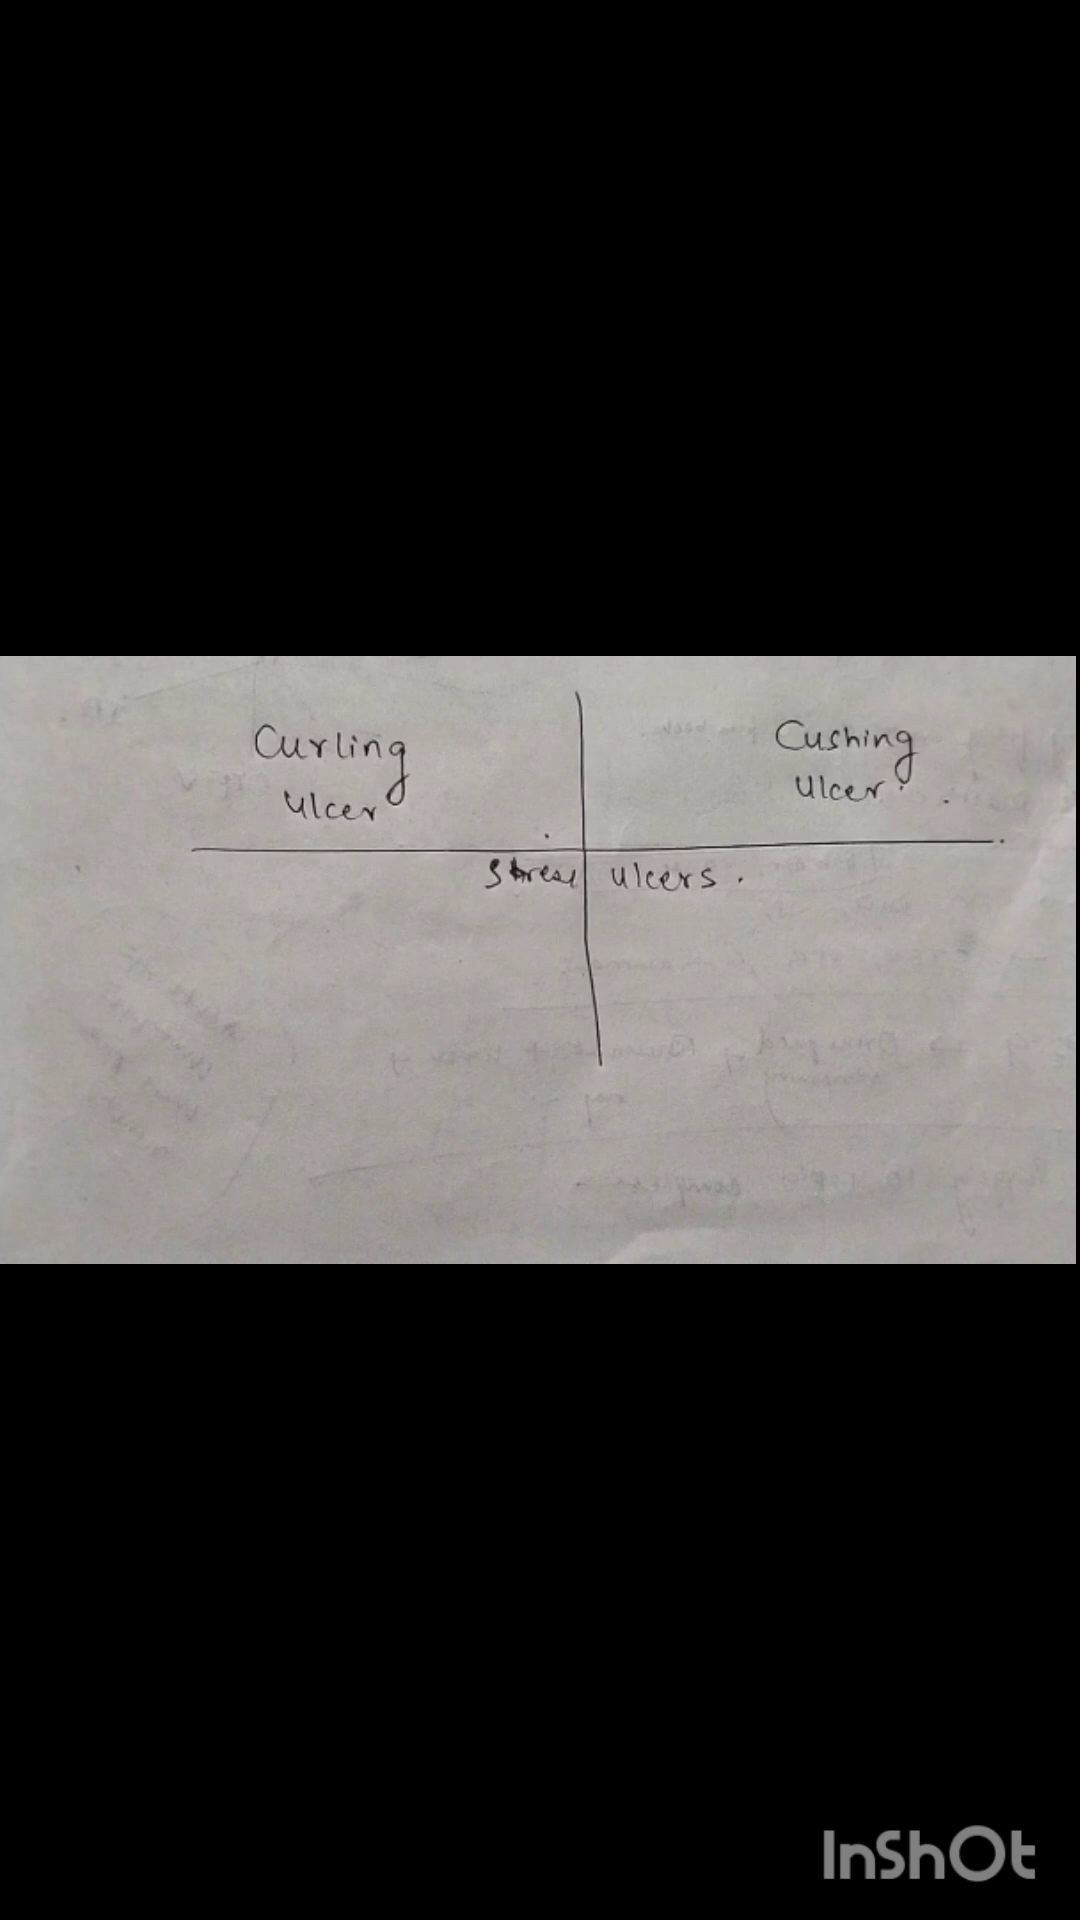 Curling
Ulcer
Cushing
Ulcer.
Stress ulcers.
InShOt